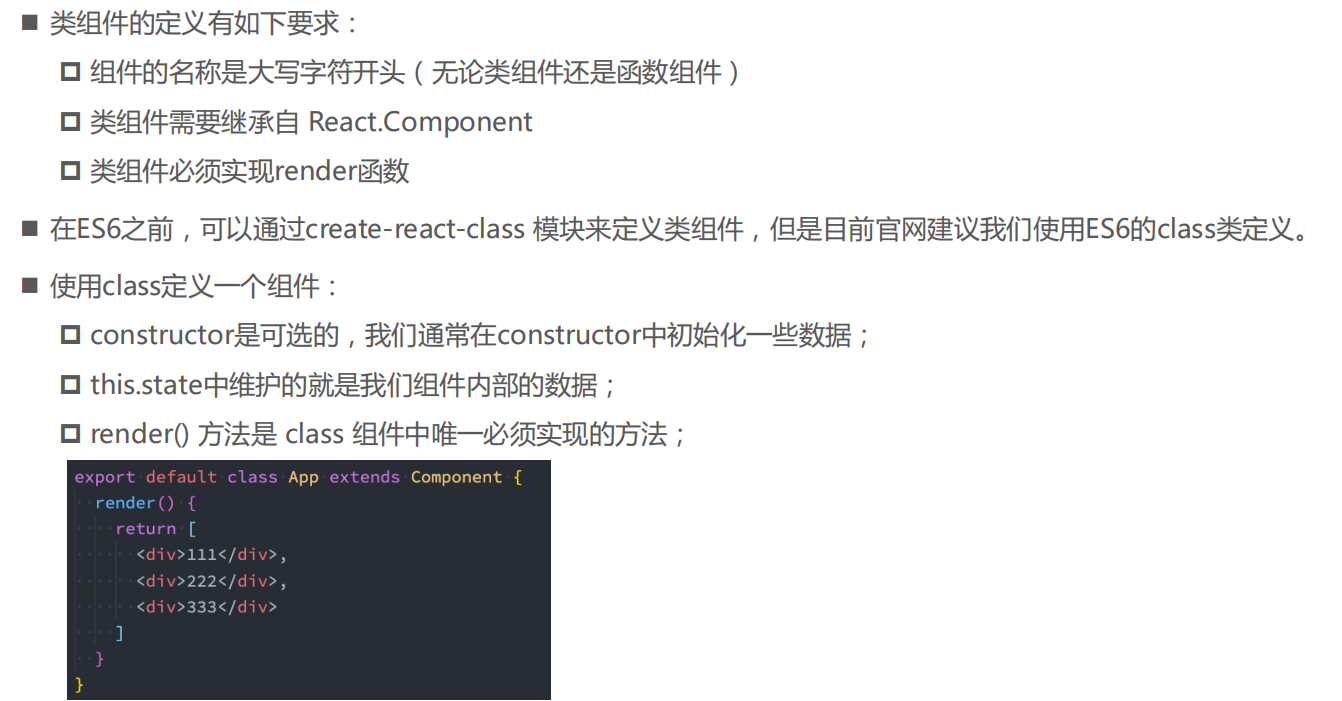 类组件的定义有如下要求：
组件的名称是大写字符开头（无论类组件还是函数组件）
类组件需要继承自 React.Component
类组件必须实现render函数
在ES6之前，可以通过create-react-class 模块来定义类组件，但是目前官网建议我们使用ES6的class类定义。
使用class定义一个组件：
constructor是可选的，我们通常在constructor中初始化一些数据；
this.state中维护的就是我们组件内部的数据；
render() 方法是 class 组件中唯一必须实现的方法；
export default class App extends Component {
  render() {
    return [
      <div>111</div>,
      <div>222</div>,
      <div>333</div>
    ]
  }
}